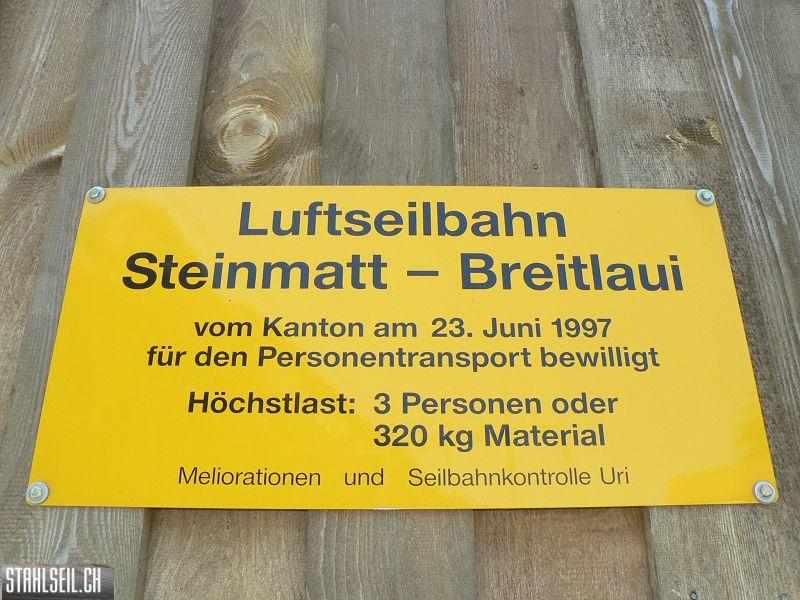 Luftseilbahn
Steinmatt – Breitlaui
vom Kanton am 23. Juni 1997
für den Personentransport bewilligt
Höchstlast: 3 Personen oder
320 kg Material
Meliorationen und Seilbahnkontrolle Uri
STAHLSEIL.CH